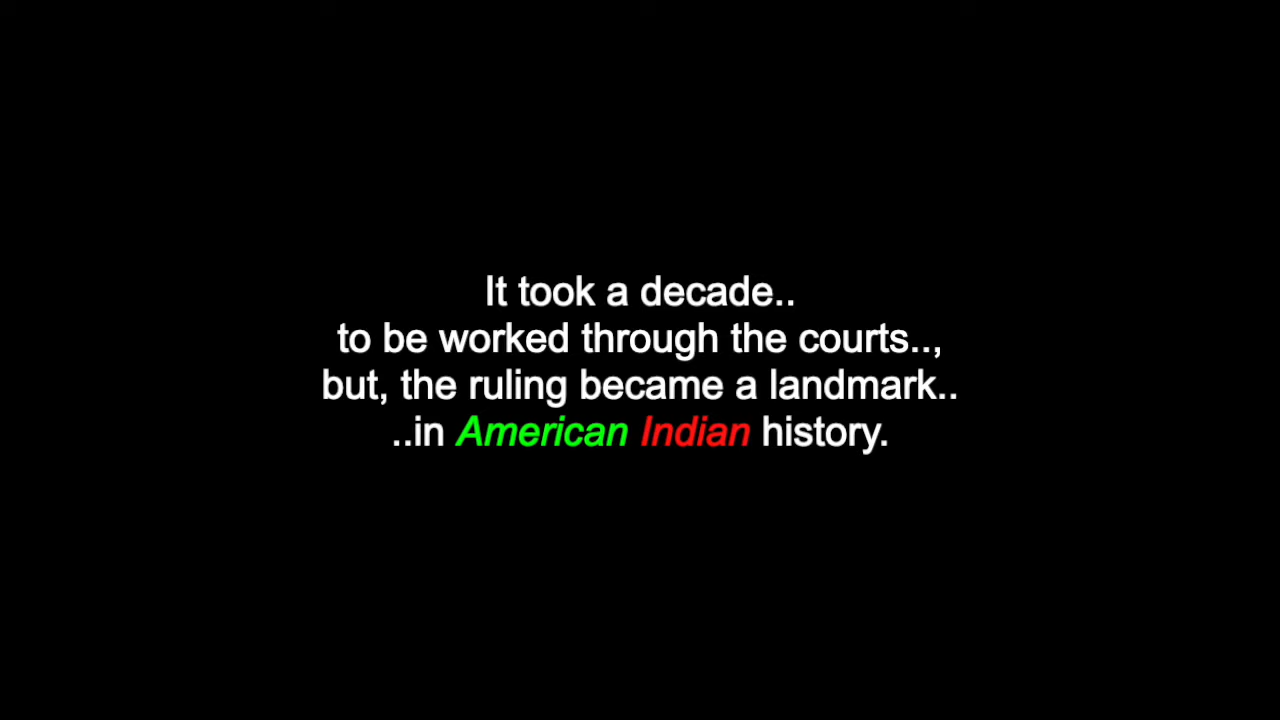 It took a decade..
to be worked through the courts..,
but, the ruling became a landmark..
..in American Indian history.